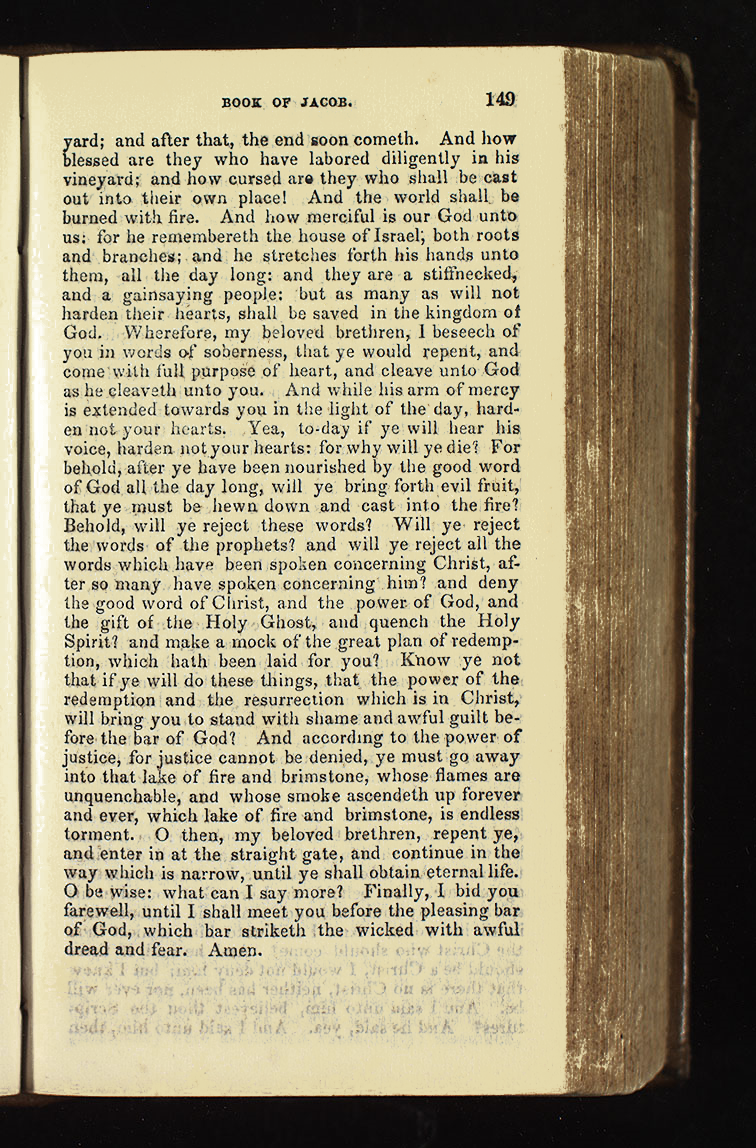 BOOK OF JACOB. 149
yard; and after that, the end soon cometh. And how
blessed are they who have labored diligently in his
vineyard; and how cursed are they who shall be cast
out into their own place! And the world shall be
burned with fire. And how merciful is our God unto
us: for he remembereth the house of Israel, both roots
and branches; and he stretches forth his hands unto
them, all the day long: and they are a stiffnecked,
and a gainsaying people: but as many as will not
harden their hearts, shall be saved in the kingdom of
God. Wherefore, my beloved brethren, I beseech of
you in words of soberness, that ye would repent, and
come with full purpose of heart, and cleave unto God
as he cleaveth unto you. And while his arm of mercy
is extended towards you in the light of the day, hard-
en not your hearts. Yea, to-day if ye will hear his
voice, harden not your hearts: for why will ye die? For
behold, after ye have been nourished by the good word
of God all the day long, will ye bring forth evil fruit,
that ye must be hewn down and cast into the fire?
Behold, will ye reject these words? Will ye reject
the words of the prophets? and will ye reject all the
words which have been spoken concerning Christ, af-
ter so many have spoken concerning him? and deny
the good word of Christ, and the power of God, and
the gift of the Holy Ghost, and quench the Holy
Spirit? and make a mock of the great plan of redemp-
tion, which hath been laid for you? Know ye not
that if ye will do these things, that the power of the
redemption and the resurrection which is in Christ,
will bring you to stand with shame and awful guilt be-
fore the bar of God? And according to the power of
justice, for justice cannot be denied, ye must go away
into that lake of fire and brimstone, whose flames are
unquenchable, and whose smoke ascendeth up forever
and ever, which lake of fire and brimstone, is endless
torment. O then, my beloved brethren, repent ye,
and enter in at the straight gate, and continue in the
way which is narrow, until ye shall obtain eternal life.
O be wise: what can I say more? Finally, I bid you
farewell, until I shall meet you before the pleasing bar
of God, which bar striketh the wicked with awful
dread and fear. Amen.